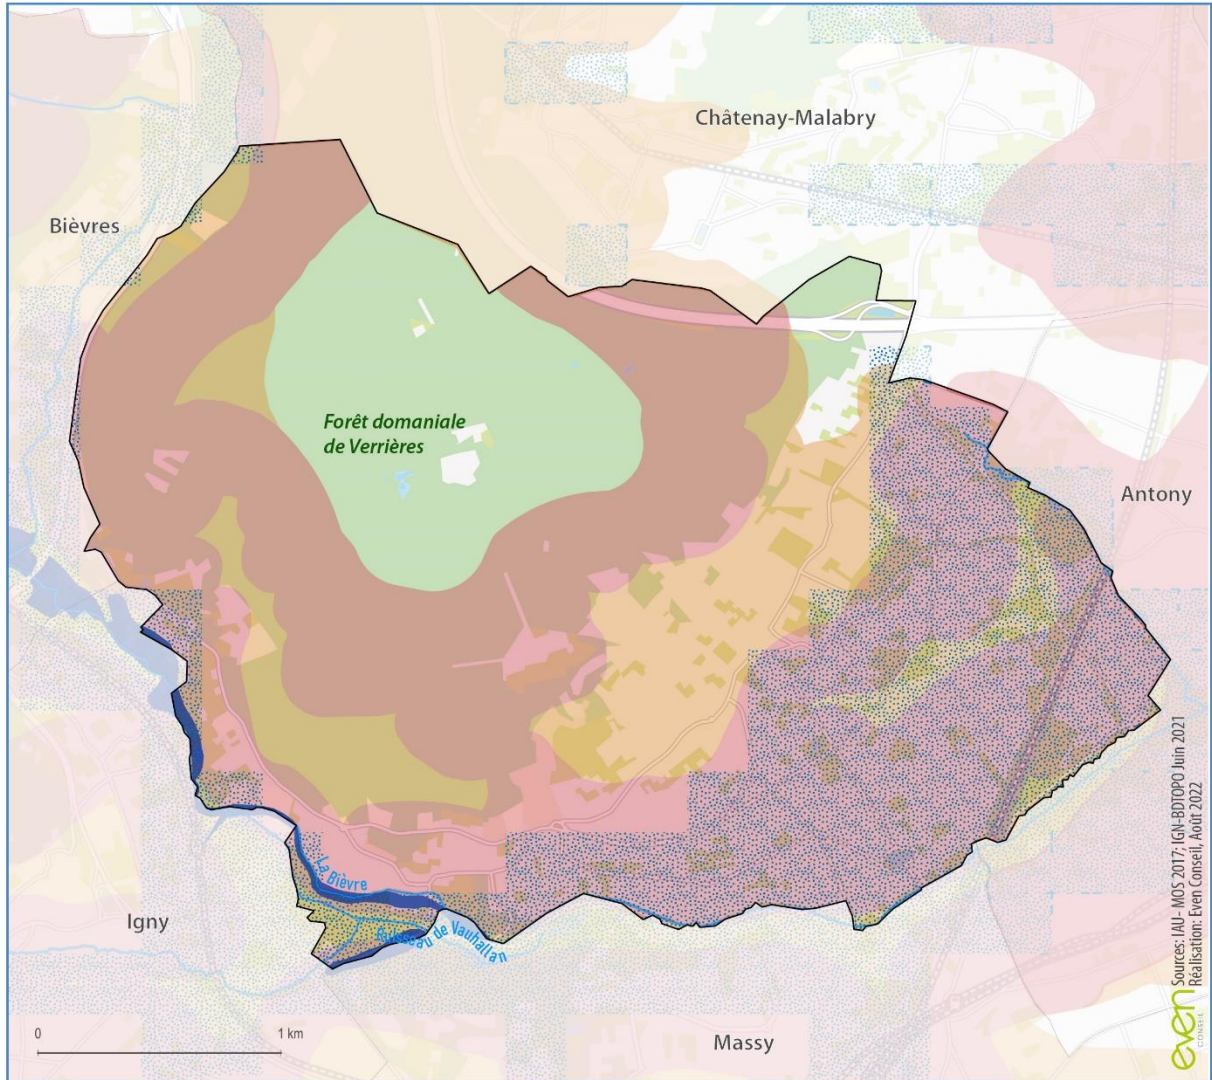 Châtenay-Malabry
Bièvres
Forêt domaniale
de Verrières
Antony
La Bièvre
Ruisseau de Vauhallan
Igny
Massy
0
1 km
Sources: IAU- MOS 2017; IGN-BDTOPO Juin 2021
Réalisation: Even Conseil, Août 2022
even
CONSEIL